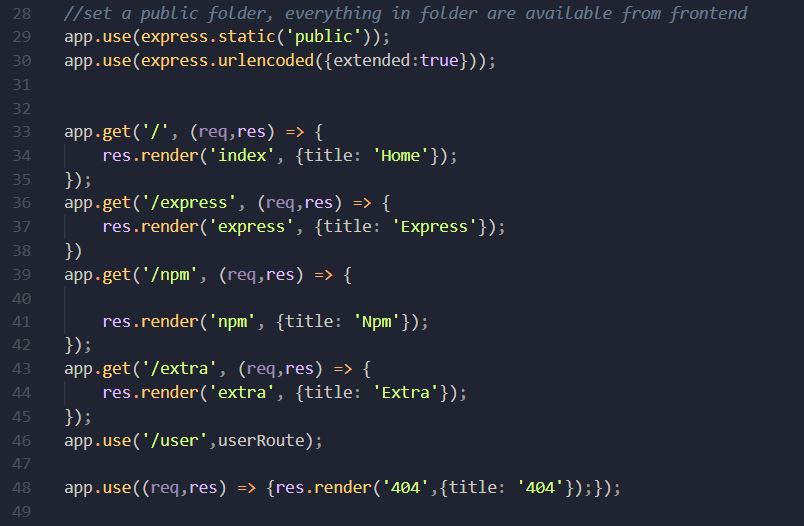 28 //set a public folder, everything in folder are available from frontend
29 app.use(express.static('public'));
30 app.use(express.urlencoded({extended:true}));
31
32
33 app.get('/', (req,res) => {
34     res.render('index', {title: 'Home'});
35 });
36 app.get('/express', (req,res) => {
37     res.render('express', {title: 'Express'});
38 })
39 app.get('/npm', (req,res) => {
40
41     res.render('npm', {title: 'Npm'});
42 });
43 app.get('/extra', (req,res) => {
44     res.render('extra', {title: 'Extra'});
45 });
46 app.use('/user',userRoute);
47
48 app.use((req,res) => {res.render('404',{title: '404'});});
49